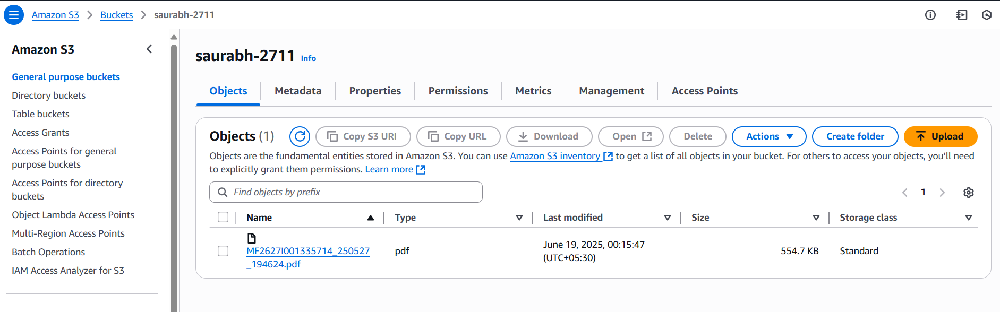 Amazon S3 Buckets saurabh-2711
Amazon S3
General purpose buckets
Directory buckets
Table buckets
Access Grants
Access Points for general
purpose buckets
Access Points for directory
buckets
Object Lambda Access Points
Multi-Region Access Points
Batch Operations
IAM Access Analyzer for S3
saurabh-2711 Info
Objects Metadata Properties Permissions Metrics Management Access Points
Objects (1) Copy S3 URI Copy URL Download Open Delete Actions Create folder Upload
Objects are the fundamental entities stored in Amazon S3. You can use Amazon S3 inventory to get a list of all objects in your bucket. For others to access your objects, you’ll need
to explicitly grant them permissions. Learn more
Find objects by prefix
1
Name Type Last modified Size Storage class
MF2627I001335714_250527
_194624.pdf
pdf
June 19, 2025, 00:15:47
(UTC+05:30)
554.7 KB
Standard